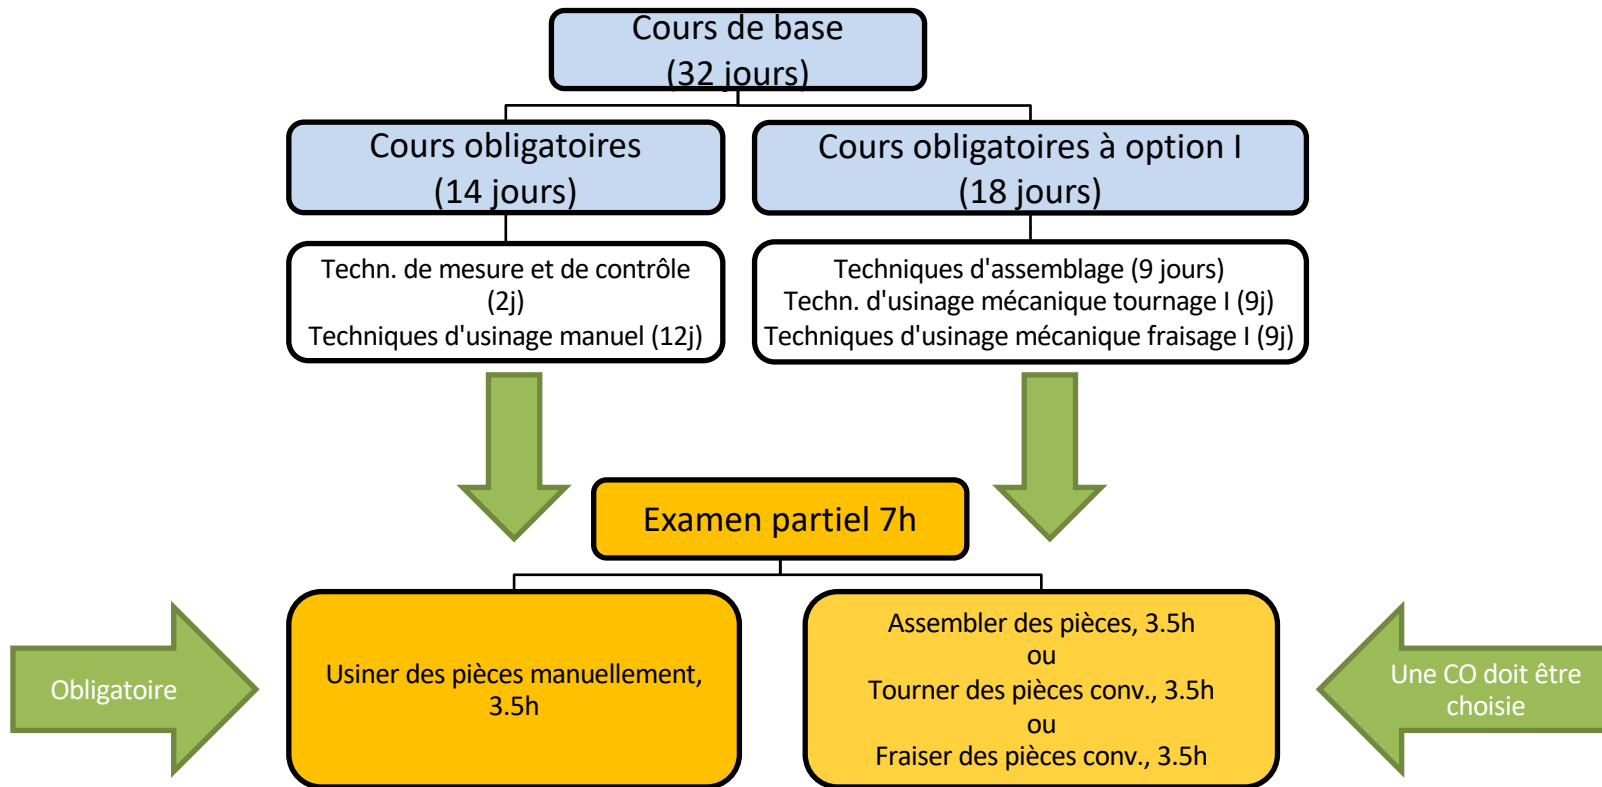 Cours de base
(32 jours)
Cours obligatoires
(14 jours)
Cours obligatoires à option I
(18 jours)
Techn. de mesure et de contrôle
(2j)
Techniques d'usinage manuel (12j)
Techniques d'assemblage (9 jours)
Techn. d'usinage mécanique tournage I (9j)
Techniques d'usinage mécanique fraisage I (9j)
Examen partiel 7h
Obligatoire
Usiner des pièces manuellement,
3.5h
Assembler des pièces, 3.5h
ou
Tourner des pièces conv., 3.5h
ou
Fraiser des pièces conv., 3.5h
Une CO doit être
choisie